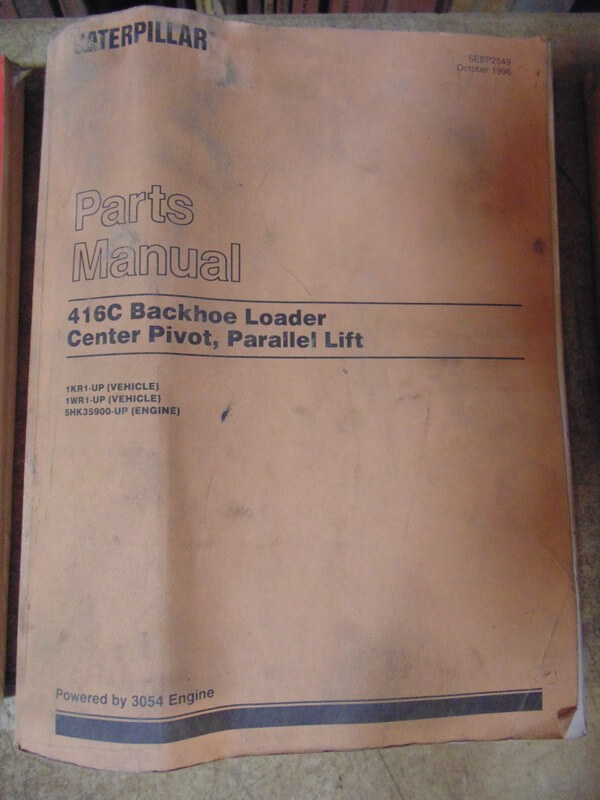 CATERPILLAR
SEBP2349
October 1996
Parts
Manual
416C Backhoe Loader
Center Pivot, Parallel Lift
1KR1-UP (VEHICLE)
1WR1-UP (VEHICLE)
5HK35900-UP (ENGINE)
Powered by 3054 Engine